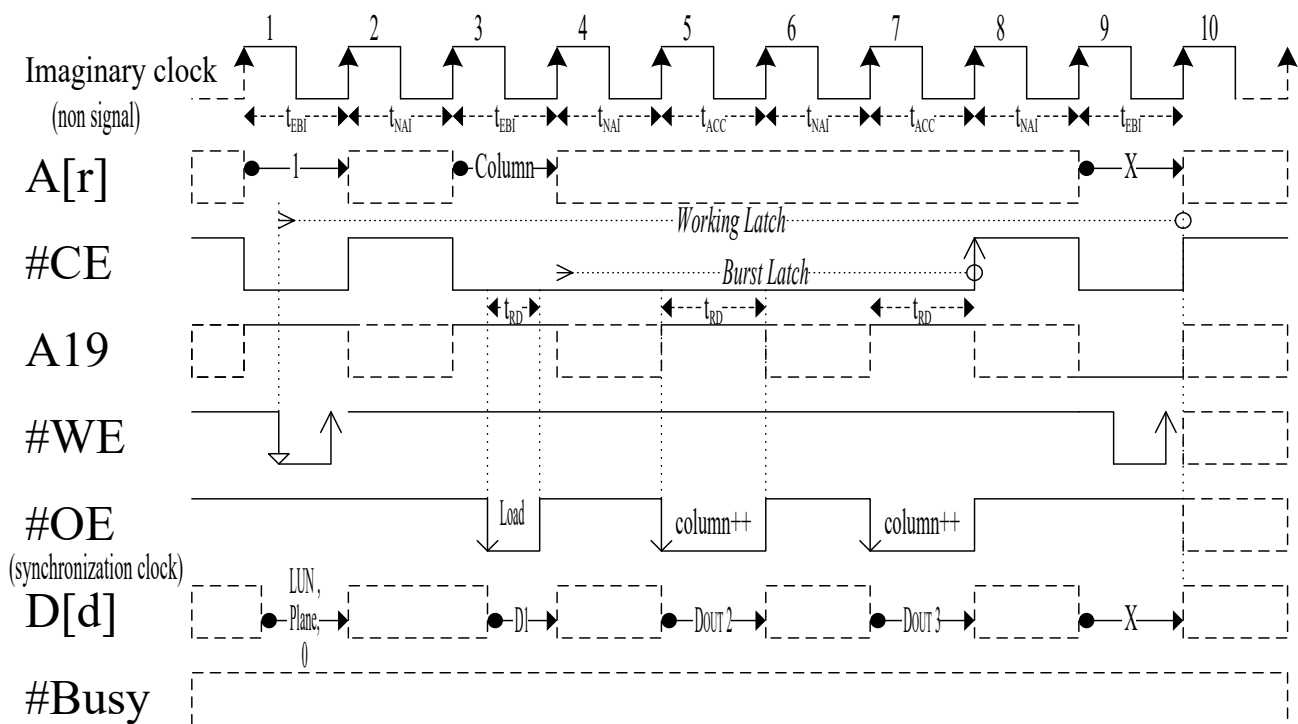 1 2 3 4 5 6 7 8 9 10
Imaginary clock
(non signal)
tEBI tNAI tEBI tNAI tACC tNAI tACC tNAI tEBI
A[r]
1 Column X
Working Latch
#CE
Burst Latch
tRD tRD tRD
A19
#WE
#OE
Load column++ column++
(synchronization clock)
D[d]
LUN ,
Plane,
0
D1 DOUT 2 DOUT 3 X
#Busy